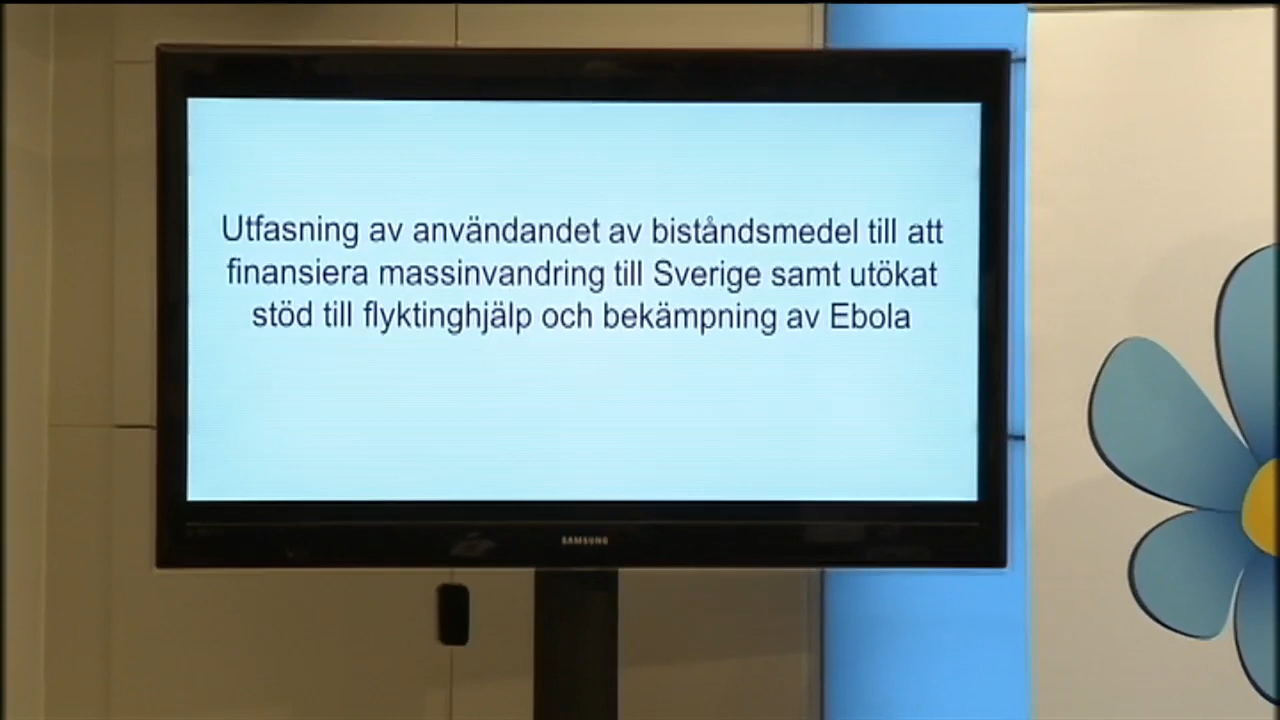 Utfasning av användandet av biståndsmedel till att
finansiera massinvandring till Sverige samt utökat
stöd till flyktinghjälp och bekämpning av Ebola
SAMSUNG